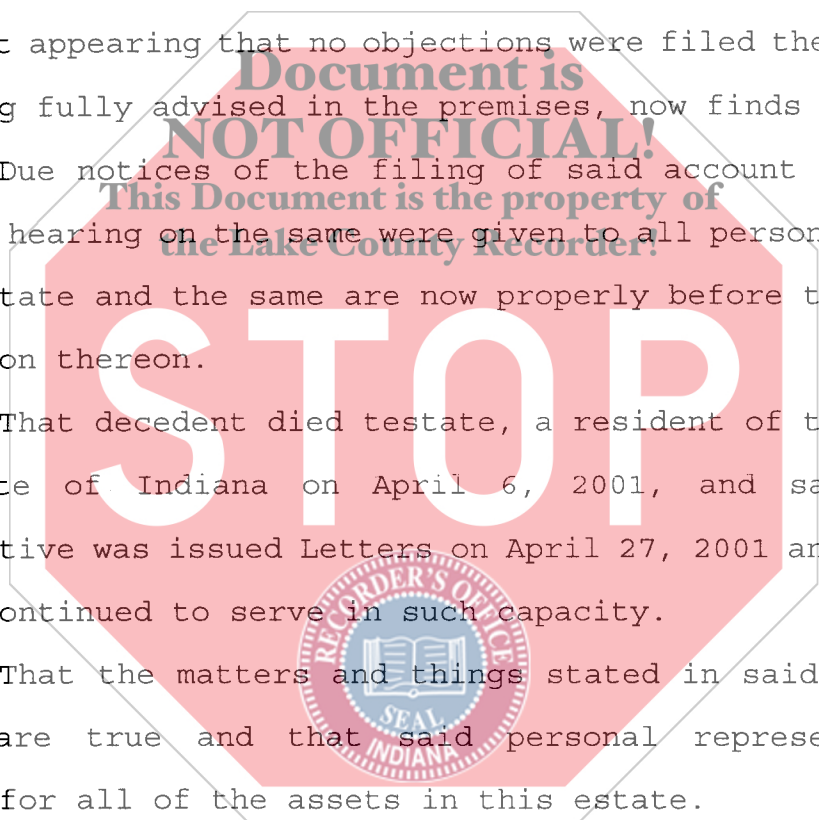 t appearing that no objections were filed the
Document is
g fully advised in the premises, now finds
NOT OFFICIAL!
Due notices of the filing of said account
This Document is the property of
hearing on the same were given to all person
the Lake County Recorder!
tate and the same are now properly before t
on thereon.
STOP
That decedent died testate, a resident of t
te of Indiana on April 6, 2001, and sa
tive was issued Letters on April 27, 2001 an
ontinued to serve in such capacity.
RECORDER'S OFFICE
That the matters and things stated in said
are true and that said personal represe
SEAL
INDIANA
for all of the assets in this estate.